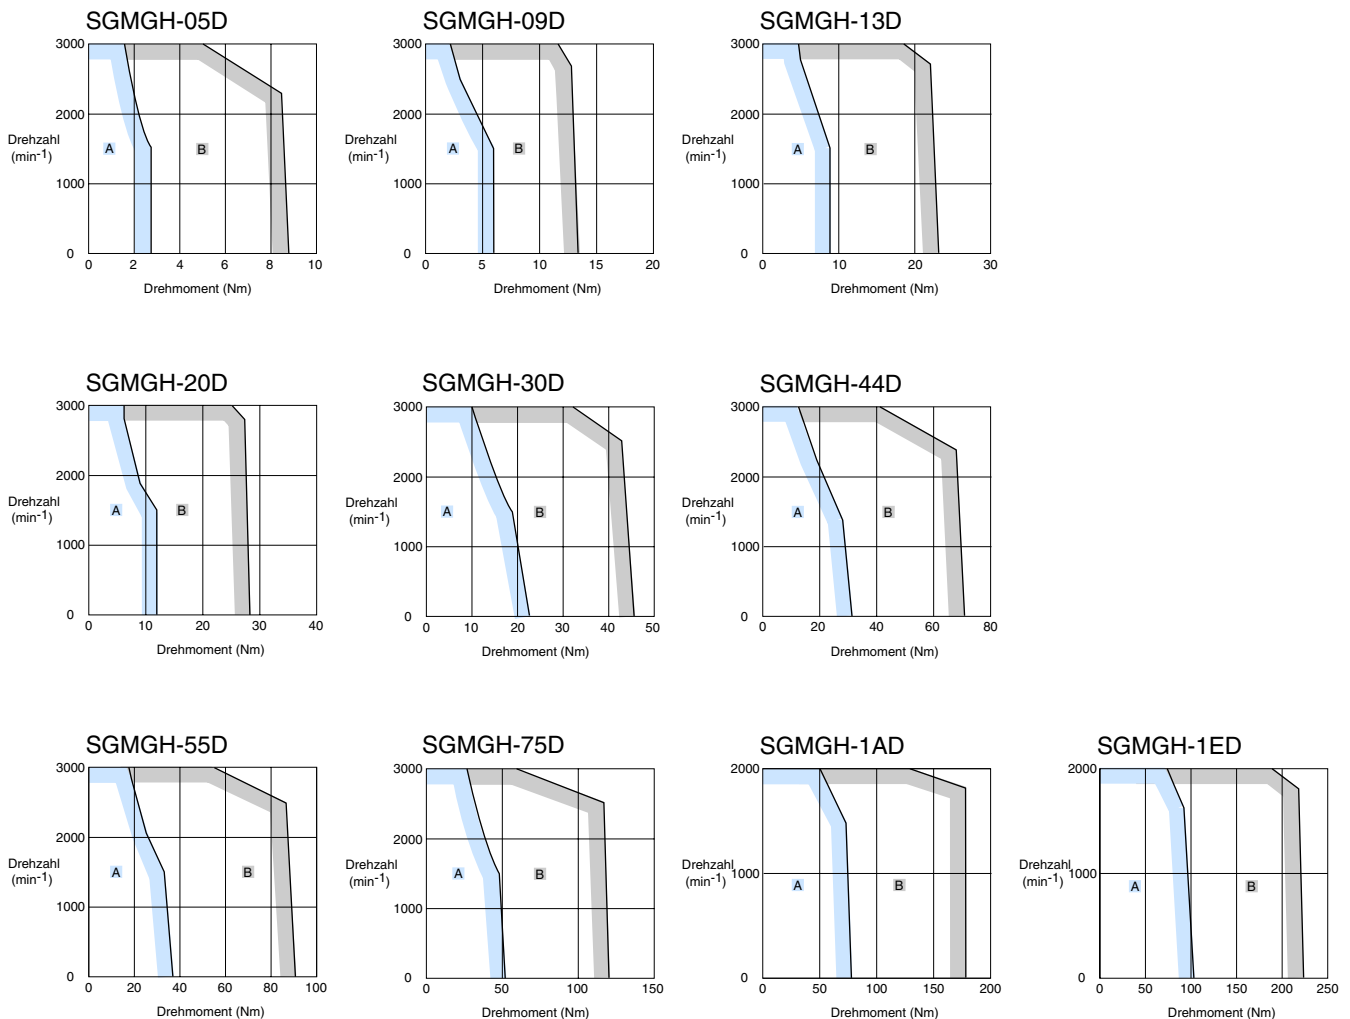 SGMGH-05D
SGMGH-09D
SGMGH-13D
3000
2000
1000
0
Drehzahl
(min-1)
A
B
0 2 4 6 8 10
Drehmoment (Nm)
3000
2000
1000
0
Drehzahl
(min-1)
A
B
0 5 10 15 20
Drehmoment (Nm)
3000
2000
1000
0
Drehzahl
(min-1)
A
B
0 10 20 30
Drehmoment (Nm)
SGMGH-20D
SGMGH-30D
SGMGH-44D
3000
2000
1000
0
Drehzahl
(min-1)
A
B
0 10 20 30 40
Drehmoment (Nm)
3000
2000
1000
0
Drehzahl
(min-1)
A
B
0 10 20 30 40 50
Drehmoment (Nm)
3000
2000
1000
0
Drehzahl
(min-1)
A
B
0 20 40 60 80
Drehmoment (Nm)
SGMGH-55D
SGMGH-75D
SGMGH-1AD
SGMGH-1ED
3000
2000
1000
0
Drehzahl
(min-1)
A
B
0 20 40 60 80 100
Drehmoment (Nm)
3000
2000
1000
0
Drehzahl
(min-1)
A
B
0 50 100 150
Drehmoment (Nm)
2000
1000
0
Drehzahl
(min-1)
A
B
0 50 100 150 200
Drehmoment (Nm)
2000
1000
0
Drehzahl
(min-1)
A
B
0 50 100 150 200 250
Drehmoment (Nm)